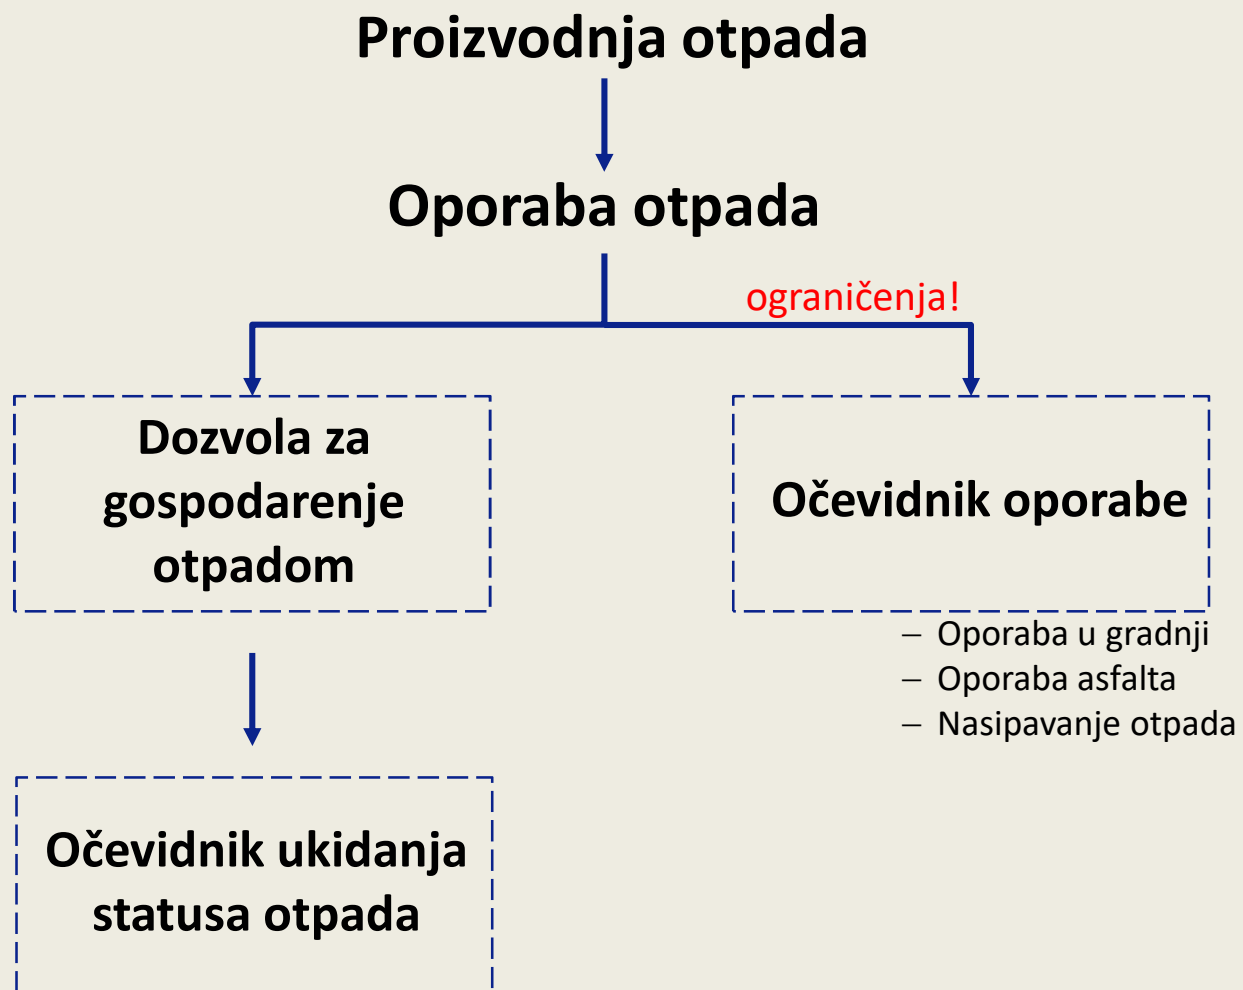 Proizvodnja otpada
Oporaba otpada
ograničenja!
Dozvola za
gospodarenje
otpadom
Očevidnik oporabe
– Oporaba u gradnji
– Oporaba asfalta
– Nasipavanje otpada
Očevidnik ukidanja
statusa otpada